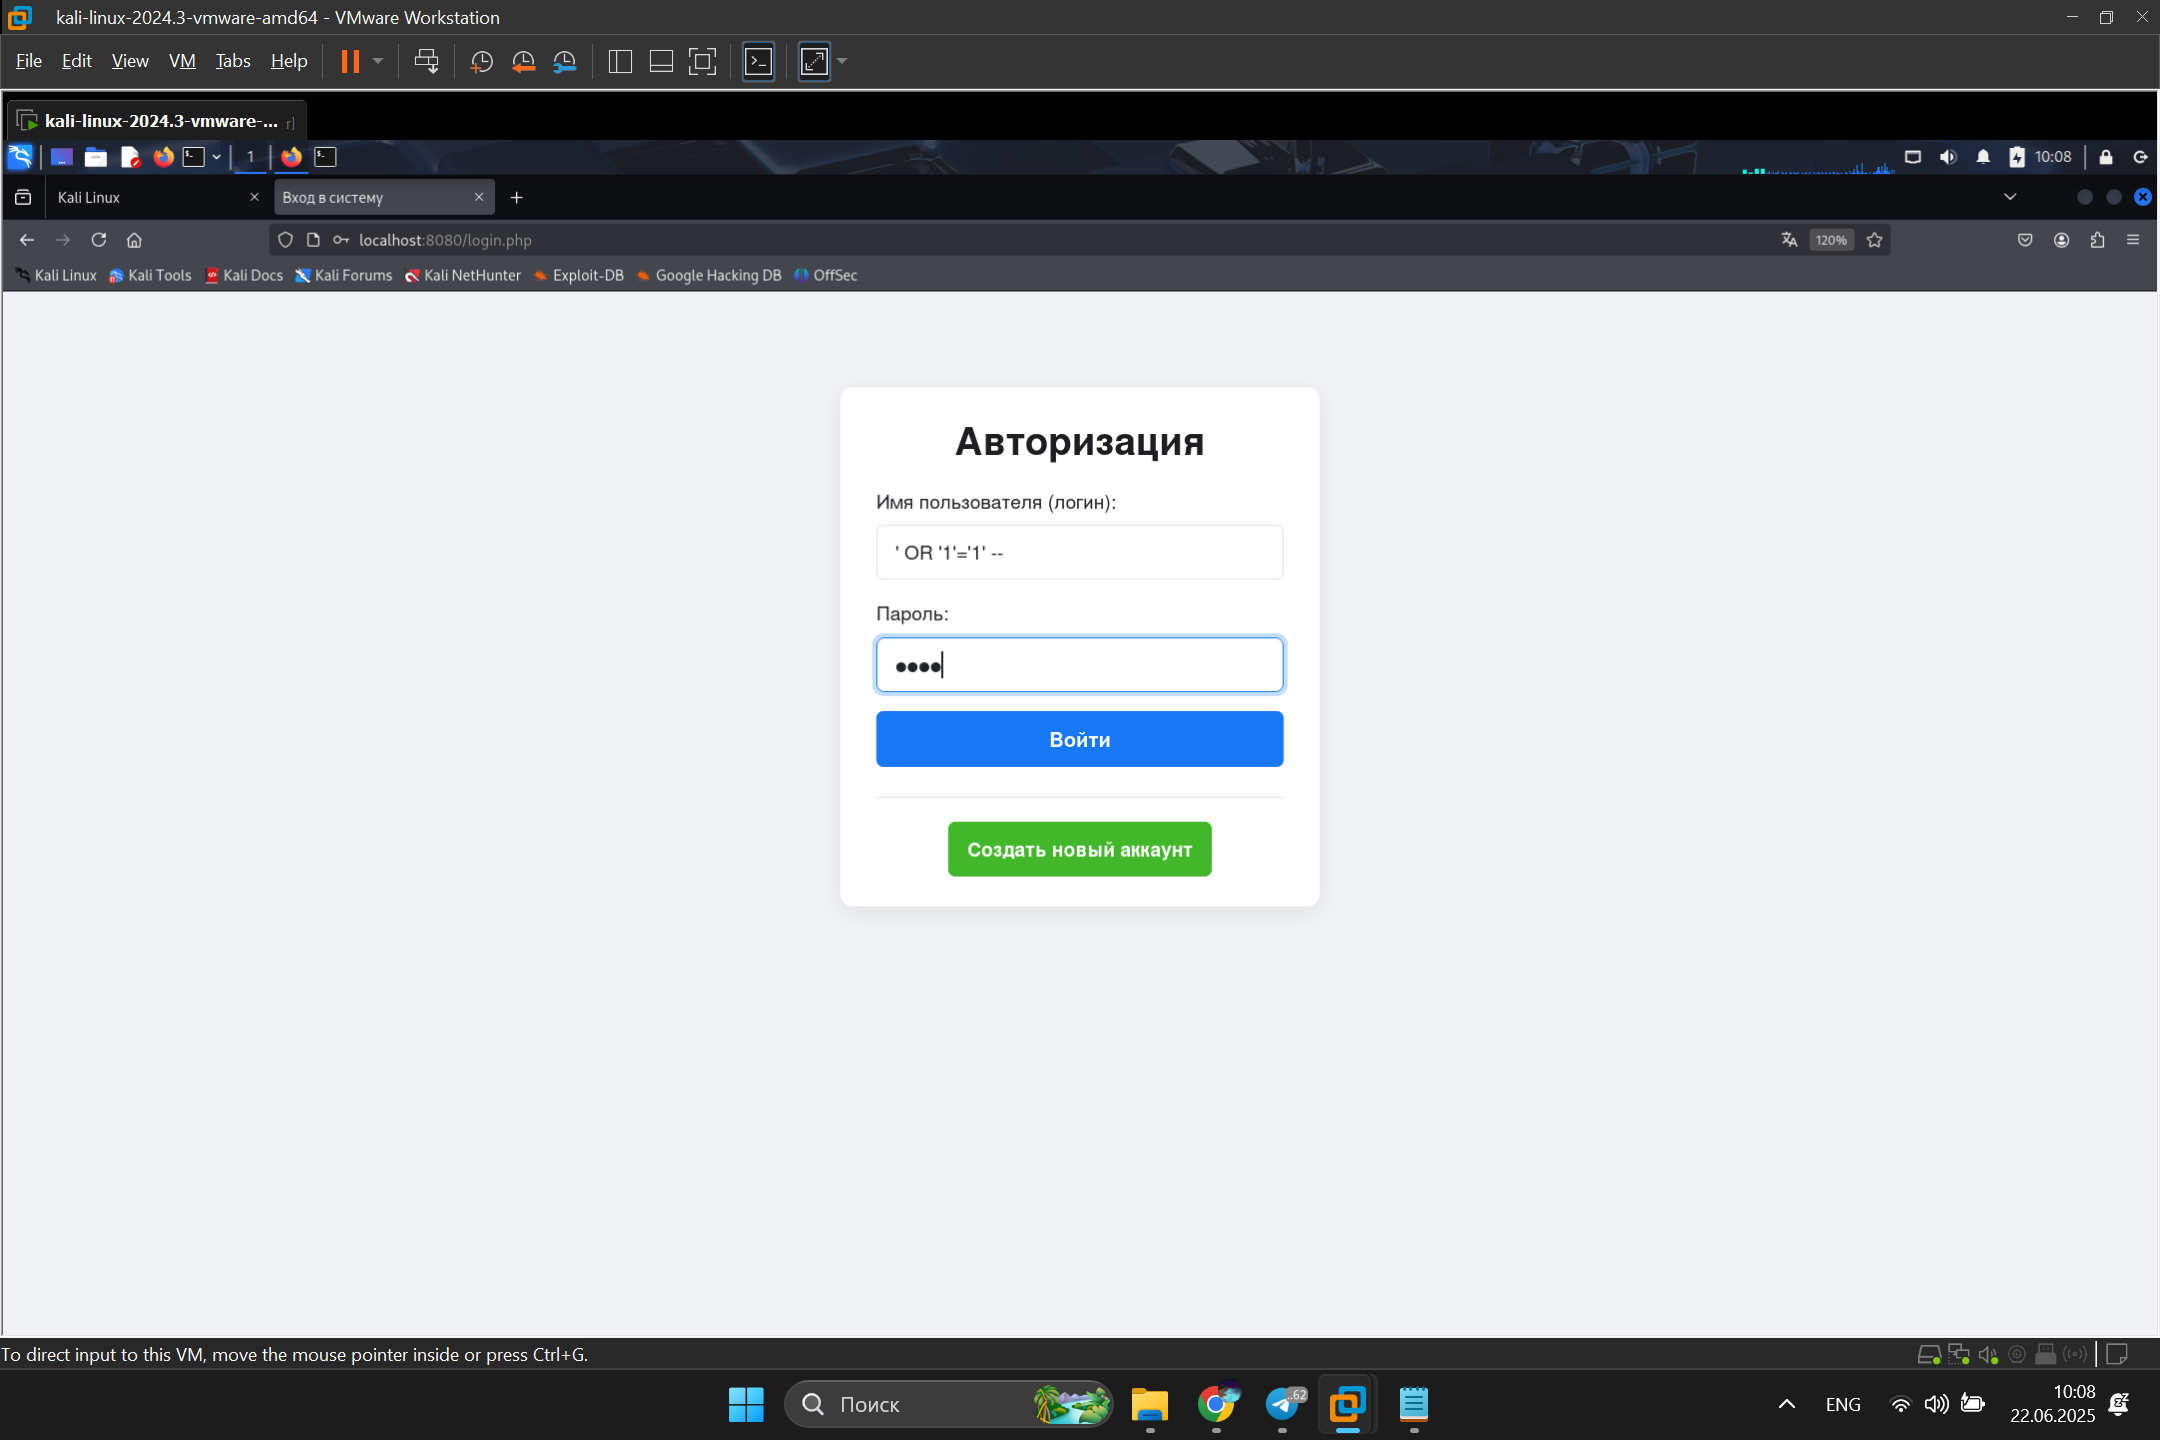 kali-linux-2024.3-vmware-amd64 - VMware Workstation
File Edit View VM Tabs Help
kali-linux-2024.3-vmware-...
1 10:08
Kali Linux Вход в систему
localhost:8080/login.php 120%
Kali Linux Kali Tools Kali Docs Kali Forums Kali NetHunter Exploit-DB Google Hacking DB OffSec
Авторизация
Имя пользователя (логин):
' OR '1'='1' --
Пароль:
Войти
Создать новый аккаунт
To direct input to this VM, move the mouse pointer inside or press Ctrl+G.
Поиск ..62 ENG 10:08
22.06.2025